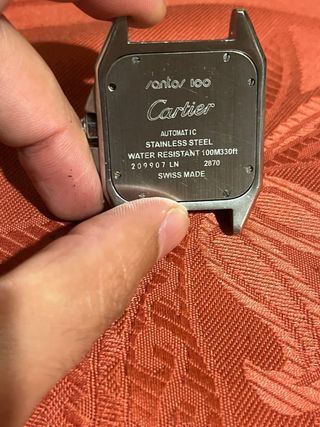 santos 100
Cartier
AUTOMATIC
STAINLESS STEEL
WATER RESISTANT 100M330ft
209907 LN 2870
SWISS MADE